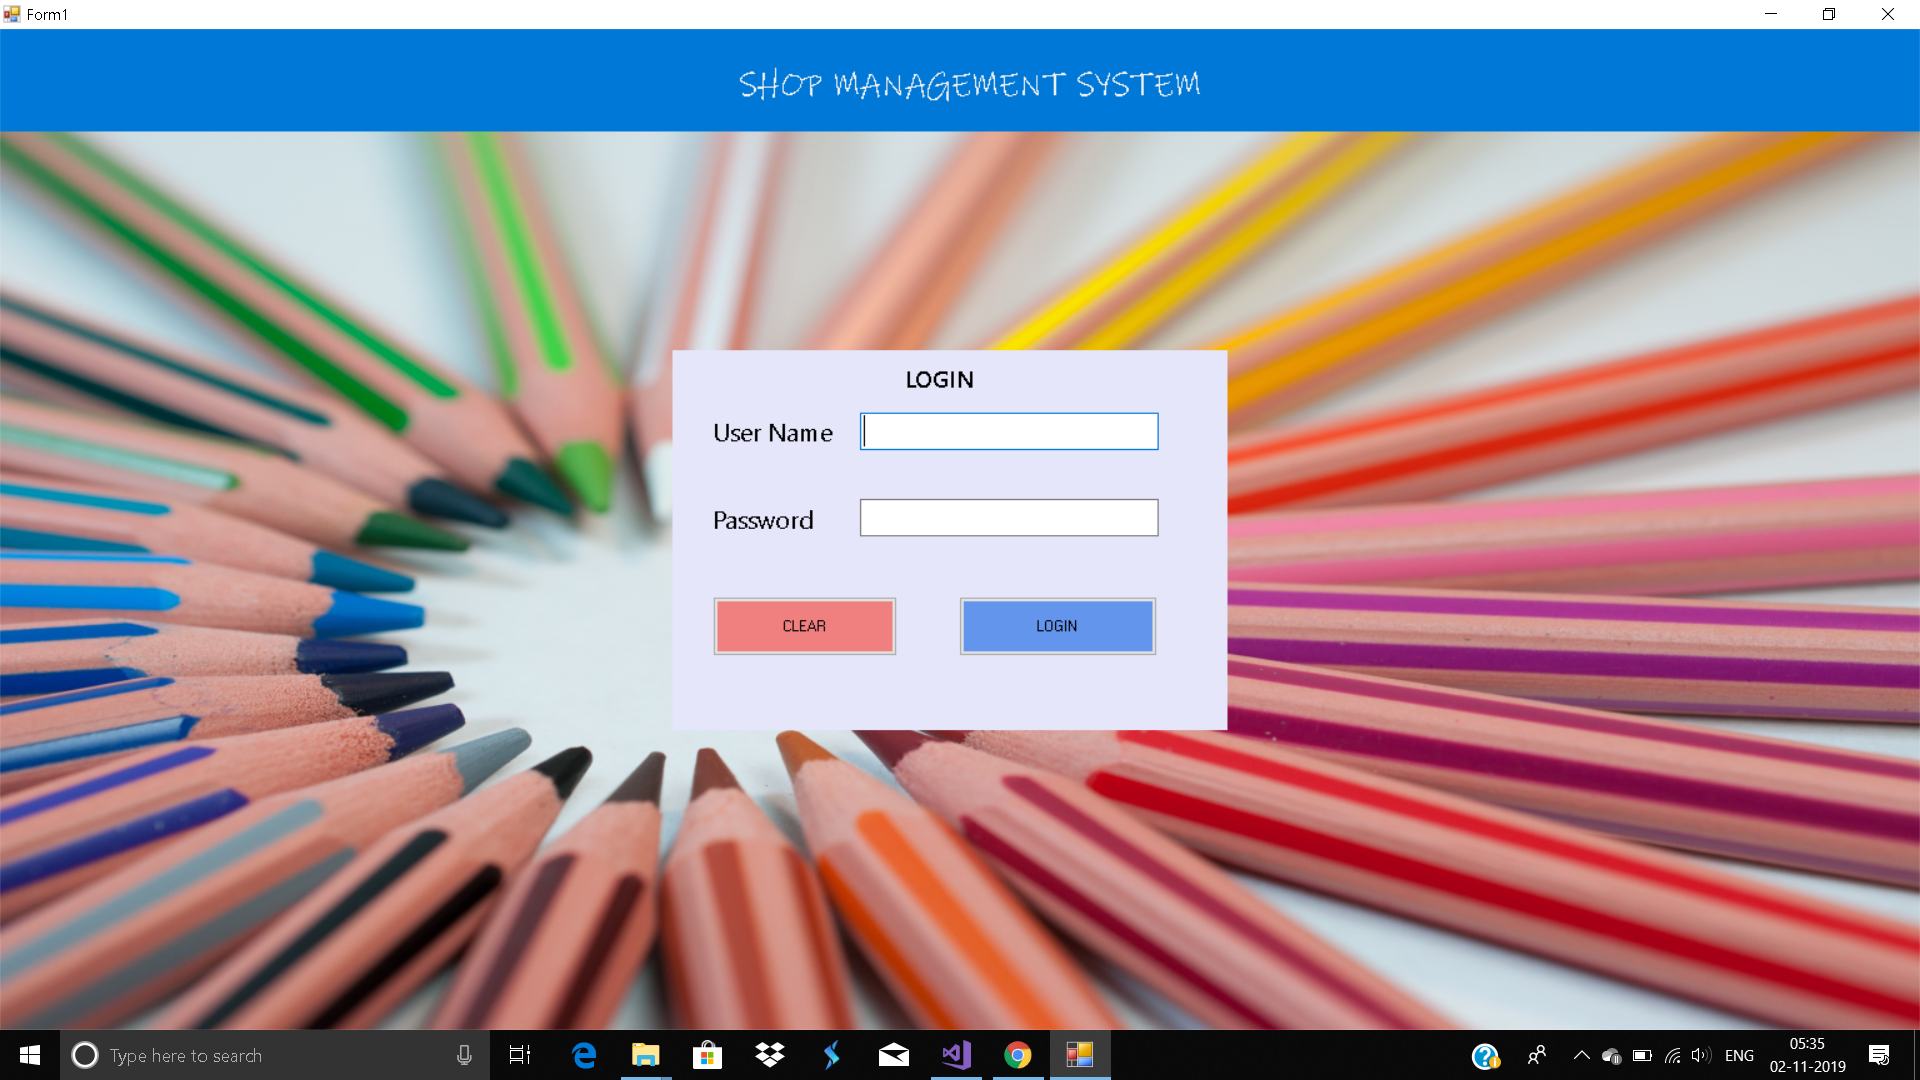 Form1
SHOP MANAGEMENT SYSTEM
LOGIN
User Name
Password
CLEAR
LOGIN
Type here to search
ENG
05:35
02-11-2019